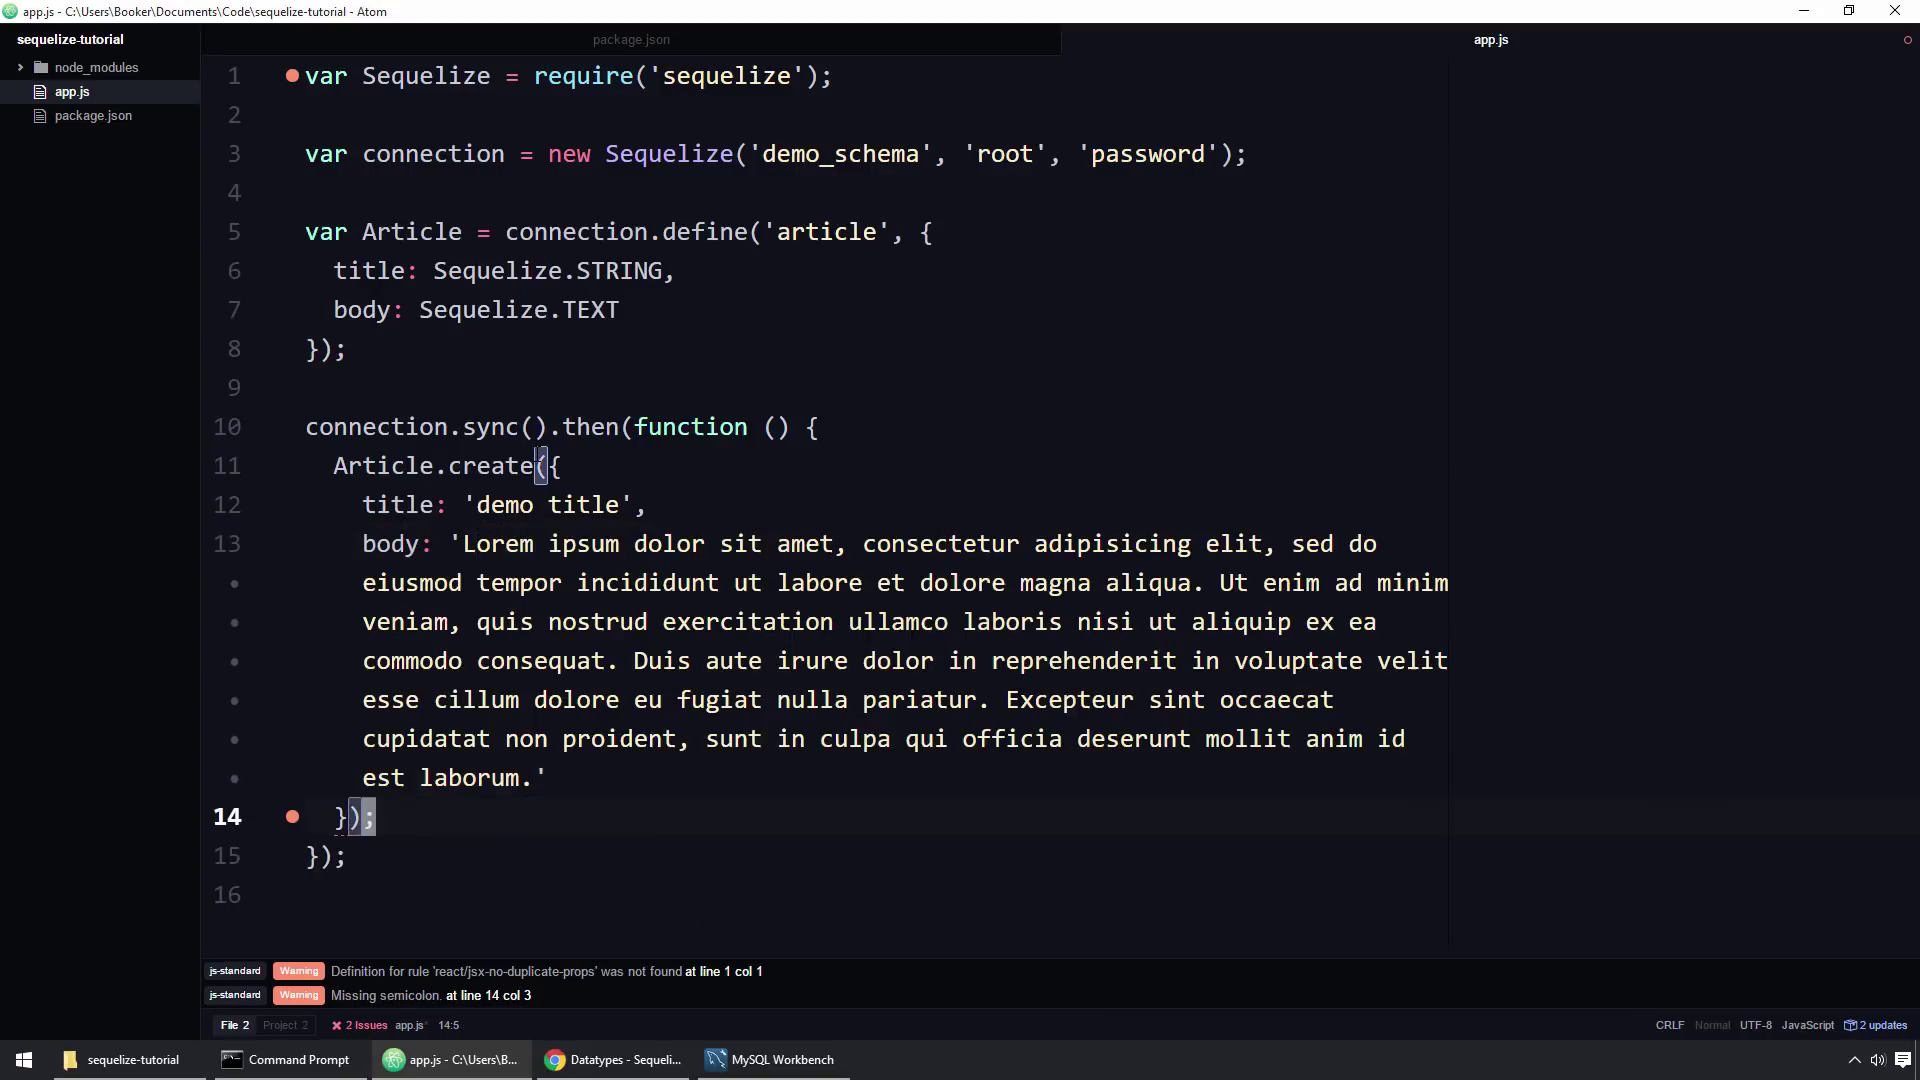 app.js - C:\Users\Booker\Documents\Code\sequelize-tutorial - Atom
sequelize-tutorial
package.json
app.js
node_modules
app.js
package.json
1 var Sequelize = require('sequelize');
2
3 var connection = new Sequelize('demo_schema', 'root', 'password');
4
5 var Article = connection.define('article', {
6 title: Sequelize.STRING,
7 body: Sequelize.TEXT
8 });
9
10 connection.sync().then(function () {
11 Article.create({
12 title: 'demo title',
13 body: 'Lorem ipsum dolor sit amet, consectetur adipisicing elit, sed do
eiusmod tempor incididunt ut labore et dolore magna aliqua. Ut enim ad minim
veniam, quis nostrud exercitation ullamco laboris nisi ut aliquip ex ea
commodo consequat. Duis aute irure dolor in reprehenderit in voluptate velit
esse cillum dolore eu fugiat nulla pariatur. Excepteur sint occaecat
cupidatat non proident, sunt in culpa qui officia deserunt mollit anim id
est laborum.'
14 });
15 });
16
js-standard Warning Definition for rule 'react/jsx-no-duplicate-props' was not found at line 1 col 1
js-standard Warning Missing semicolon. at line 14 col 3
File 2 Project 2 2 Issues app.js* 14:5 CRLF Normal UTF-8 JavaScript 2 updates
sequelize-tutorial Command Prompt app.js - C:\Users\B... Datatypes - Sequeli... MySQL Workbench